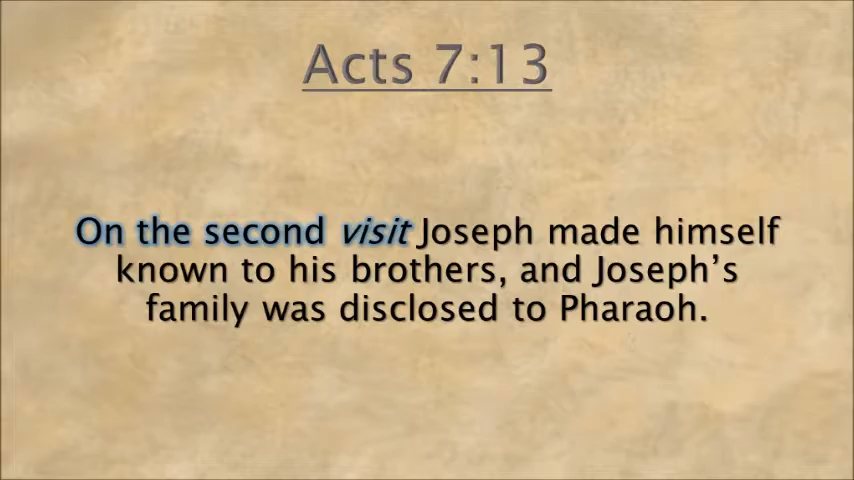 Acts 7:13
On the second visit Joseph made himself
known to his brothers, and Joseph’s
family was disclosed to Pharaoh.